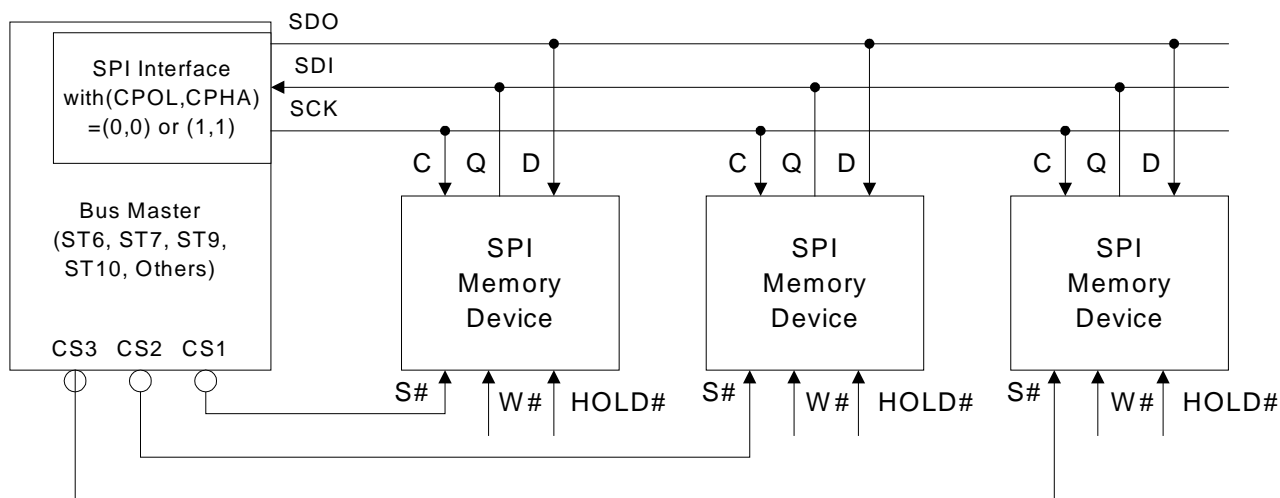 SDO
SDI
SCK
SPI Interface
with(CPOL,CPHA)
=(0,0) or (1,1)
Bus Master
(ST6, ST7, ST9,
ST10, Others)
CS3 CS2 CS1
C Q D
C Q D
C Q D
SPI
Memory
Device
SPI
Memory
Device
SPI
Memory
Device
S# W# HOLD#
S# W# HOLD#
S# W# HOLD#